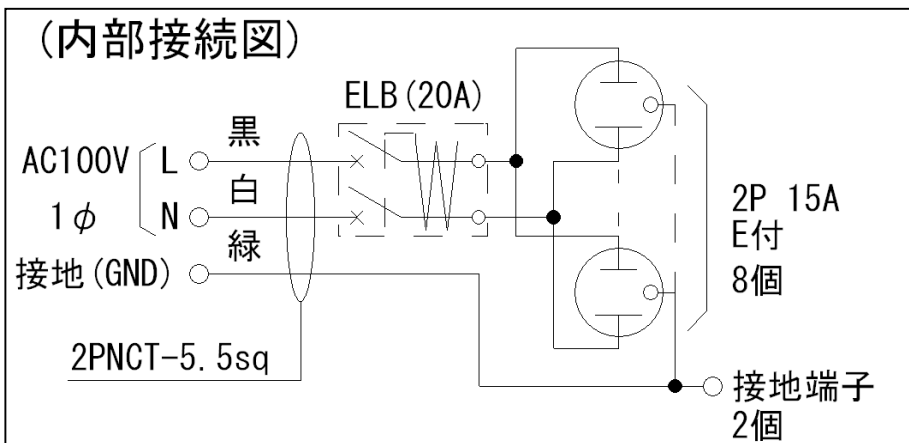 (内部接続図)
ELB(20A)
黒
AC100V L
白
1φ N
緑
接地(GND)
2PNCT-5.5sq
2P 15A
E付
8個
接地端子
2個